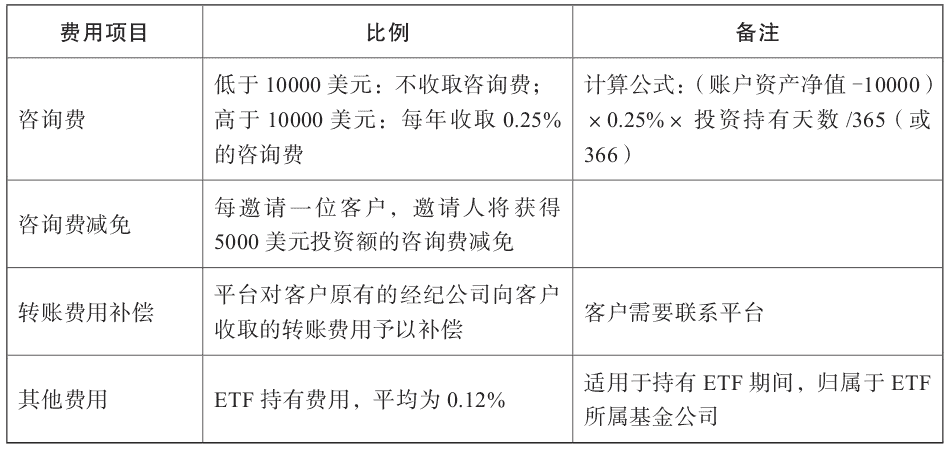 费用项目
比例
备注
咨询费
低于 10000 美元：不收取咨询费；
高于 10000 美元：每年收取 0.25%
的咨询费
计算公式：（账户资产净值 -10000）
×0.25%× 投资持有天数 /365（或
366）
咨询费减免
每邀请一位客户，邀请人将获得
5000 美元投资额的咨询费减免
转账费用补偿
平台对客户原有的经纪公司向客户
收取的转账费用予以补偿
客户需要联系平台
其他费用
ETF 持有费用，平均为 0.12%
适用于持有 ETF 期间，归属于 ETF
所属基金公司